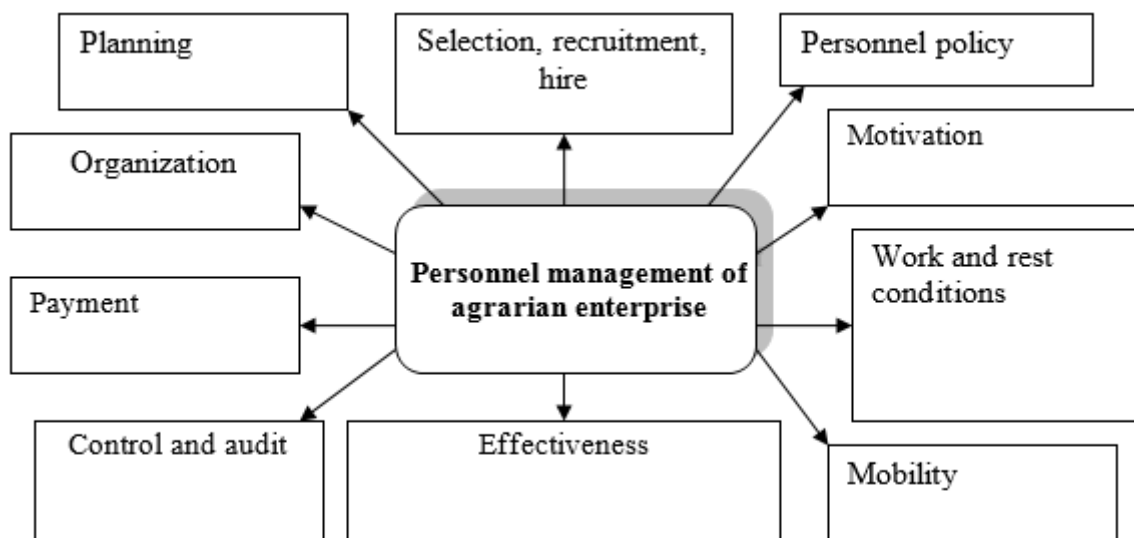 Planning
Selection, recruitment,
hire
Personnel policy
Organization
Motivation
Personnel management of
agrarian enterprise
Work and rest
conditions
Payment
Control and audit
Effectiveness
Mobility